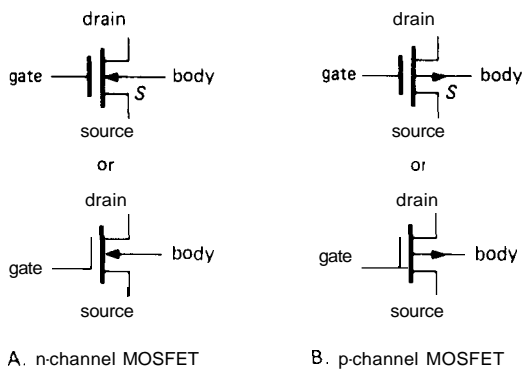 drain
gate
body
S
source
or
drain
gate
body
source
A. n-channel MOSFET
drain
gate
body
S
source
or
drain
gate
body
source
B. p-channel MOSFET